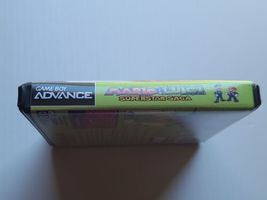 GAME BOY
ADVANCE
MARIO & LUIGI
SUPERSTAR SAGA